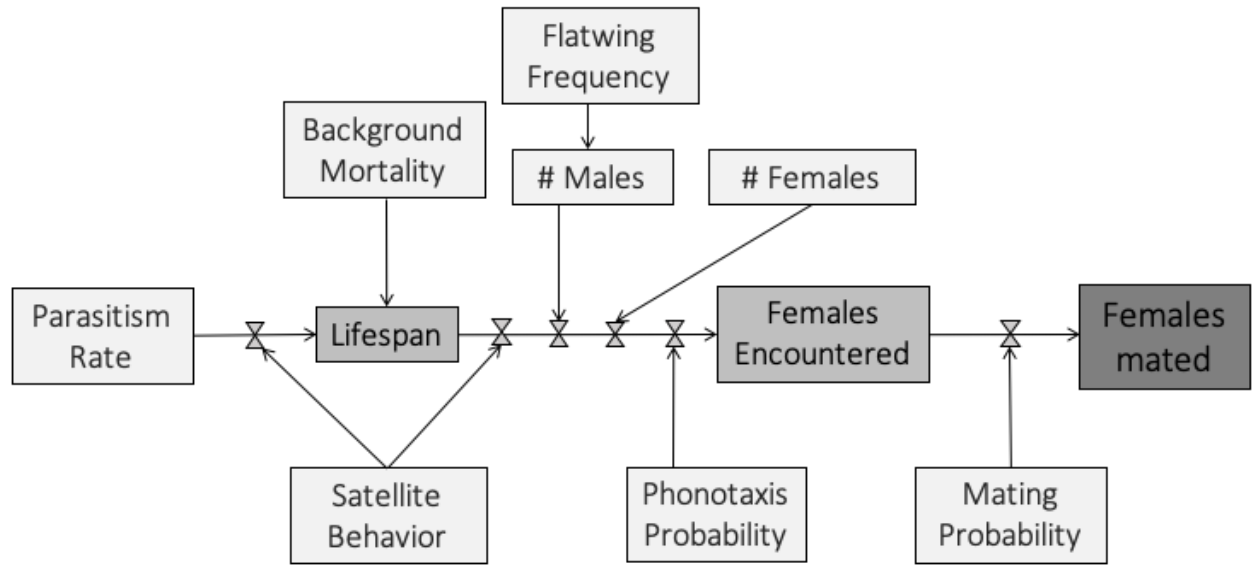 Flatwing
Frequency
Background
Mortality
# Males
# Females
Parasitism
Rate
Lifespan
Females
Encountered
Females
mated
Satellite
Behavior
Phonotaxis
Probability
Mating
Probability